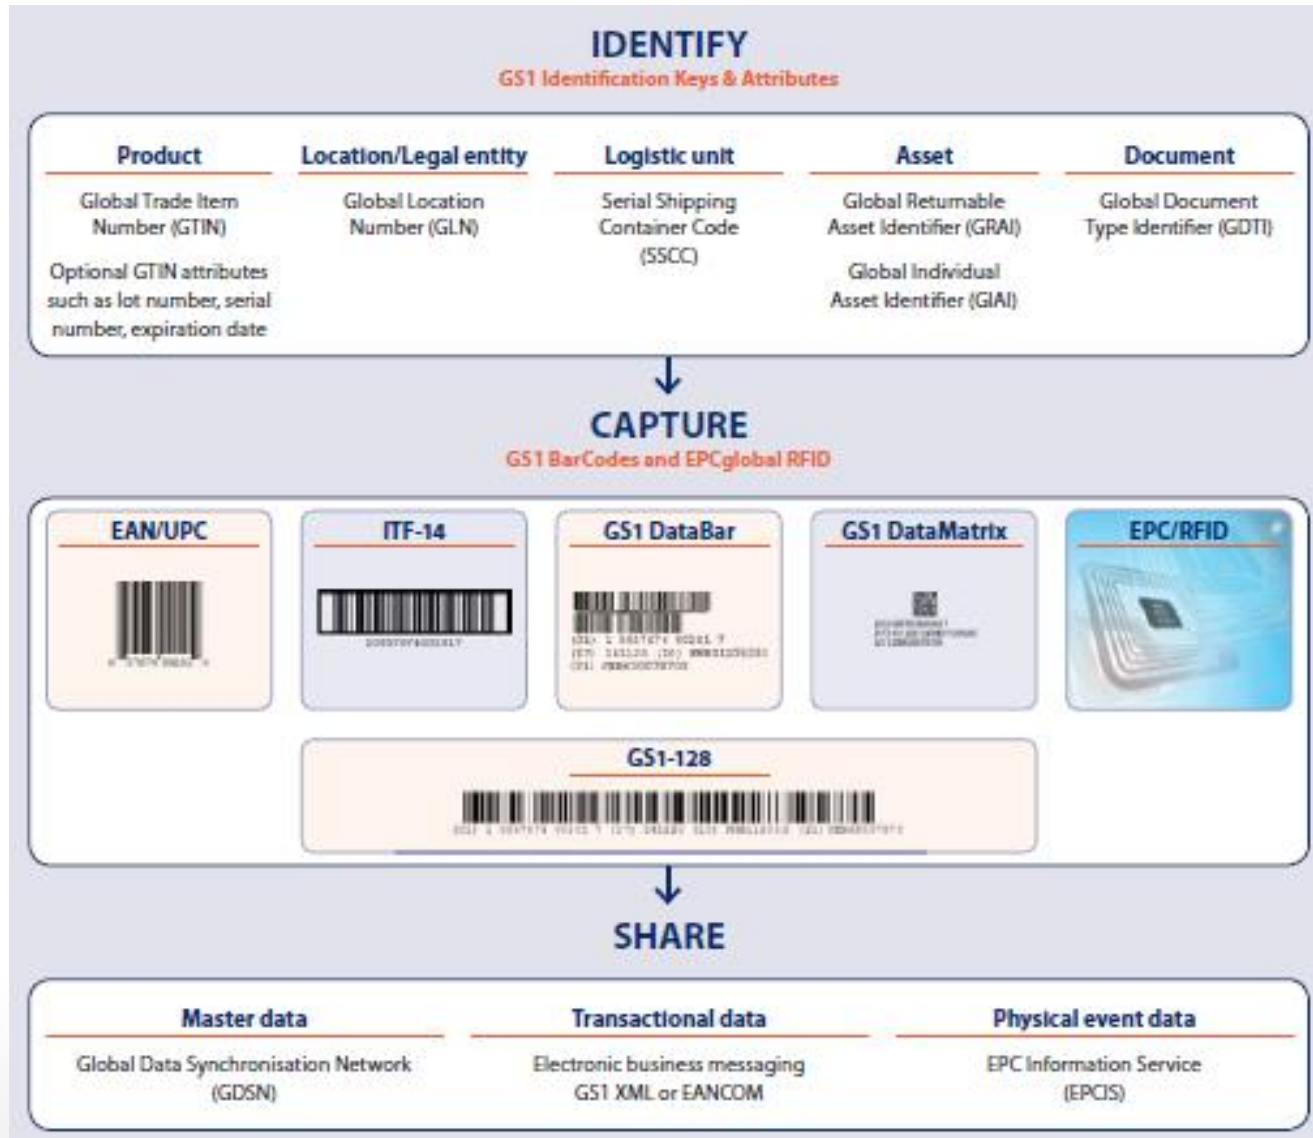 IDENTIFY
GS1 Identification Keys & Attributes
Product
Global Trade Item
Number (GTIN)
Optional GTIN attributes
such as lot number, serial
number, expiration date
Location/Legal entity
Global Location
Number (GLN)
Logistic unit
Serial Shipping
Container Code
(SSCC)
Asset
Global Returnable
Asset Identifier (GRAI)
Global Individual
Asset Identifier (GIAI)
Document
Global Document
Type Identifier (GDTI)
CAPTURE
GS1 BarCodes and EPCglobal RFID
EAN/UPC
ITF-14
GS1 DataBar
GS1 DataMatrix
EPC/RFID
GS1-128
SHARE
Master data
Global Data Synchronisation Network
(GDSN)
Transactional data
Electronic business messaging
GS1 XML or EANCOM
Physical event data
EPC Information Service
(EPCIS)